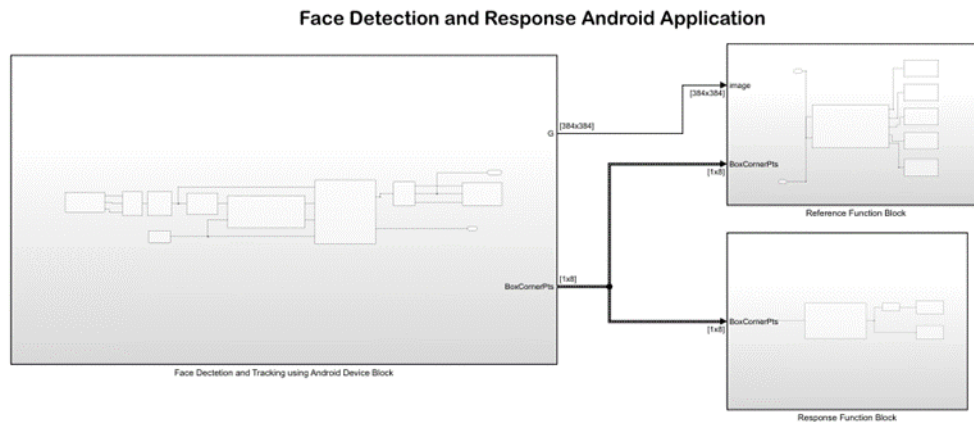 Face Detection and Response Android Application
[384x384]
G
[384x384]
image
BoxCornerPts
[1x8]
Reference Function Block
[1x8]
BoxCornerPts
BoxCornerPts
[1x8]
Face Dectetion and Tracking using Android Device Block
Response Function Block